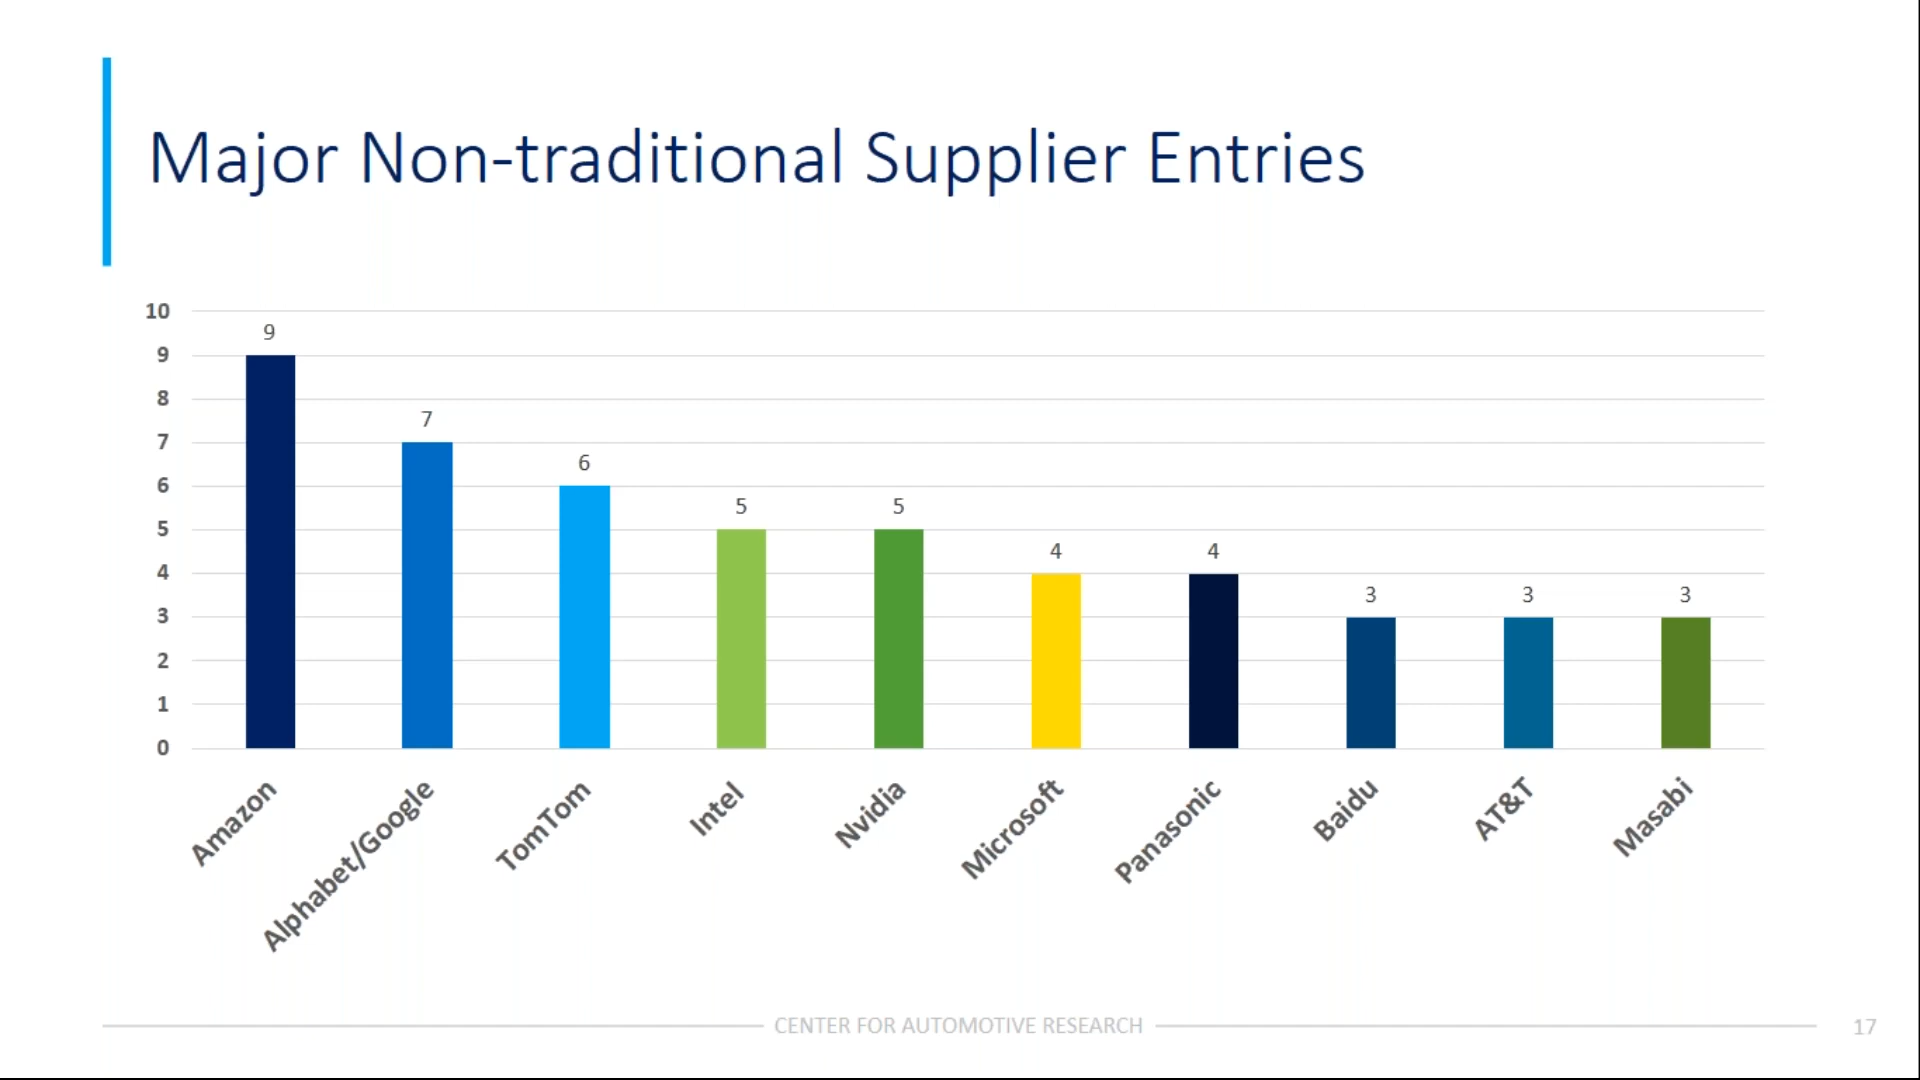 Major Non-traditional Supplier Entries
10
9
8
7
6
5
4
3
2
1
0
9
7
6
5
5
4
4
3
3
3
Amazon
Alphabet/Google
TomTom
Intel
Nvidia
Microsoft
Panasonic
Baidu
AT&T
Masabi
CENTER FOR AUTOMOTIVE RESEARCH
17